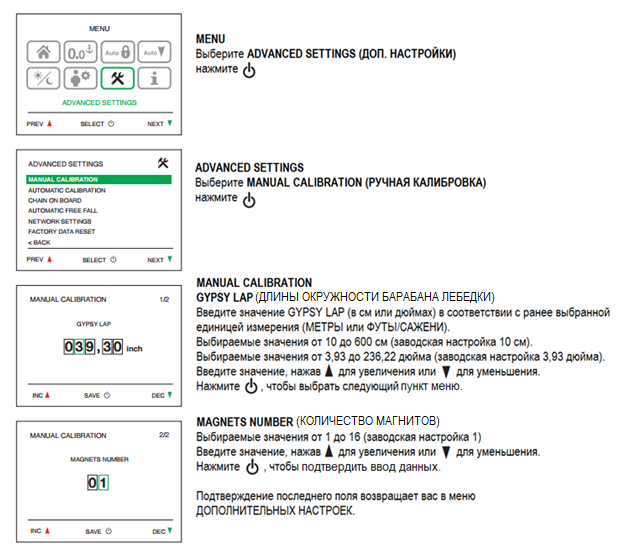 MENU
0.0
Auto
Auto
i
ADVANCED SETTINGS
PREV ▲ SELECT ⏻ NEXT ▼
MENU
Выберите ADVANCED SETTINGS (ДОП. НАСТРОЙКИ)
нажмите ⏻
ADVANCED SETTINGS
MANUAL CALIBRATION
AUTOMATIC CALIBRATION
CHAIN ON BOARD
AUTOMATIC FREE FALL
NETWORK SETTINGS
FACTORY DATA RESET
< BACK
PREV ▲ SELECT ⏻ NEXT ▼
ADVANCED SETTINGS
Выберите MANUAL CALIBRATION (РУЧНАЯ КАЛИБРОВКА)
нажмите ⏻
MANUAL CALIBRATION 1/2
GYPSY LAP
039,30 inch
INC ▲ SAVE ⏻ DEC ▼
MANUAL CALIBRATION
GYPSY LAP (ДЛИНЫ ОКРУЖНОСТИ БАРАБАНА ЛЕБЕДКИ)
Введите значение GYPSY LAP (в см или дюймах) в соответствии с ранее выбранной
единицей измерения (МЕТРЫ или ФУТЫ/САЖЕНИ).
Выбираемые значения от 10 до 600 см (заводская настройка 10 см).
Выбираемые значения от 3,93 до 236,22 дюйма (заводская настройка 3,93 дюйма).
Введите значение, нажав ▲ для увеличения или ▼ для уменьшения.
Нажмите ⏻ , чтобы выбрать следующий пункт меню.
MANUAL CALIBRATION 2/2
MAGNETS NUMBER
01
INC ▲ SAVE ⏻ DEC ▼
MAGNETS NUMBER (КОЛИЧЕСТВО МАГНИТОВ)
Выбираемые значения от 1 до 16 (заводская настройка 1)
Введите значение, нажав ▲ для увеличения или ▼ для уменьшения.
Нажмите ⏻ , чтобы подтвердить ввод данных.
Подтверждение последнего поля возвращает вас в меню
ДОПОЛНИТЕЛЬНЫХ НАСТРОЕК.